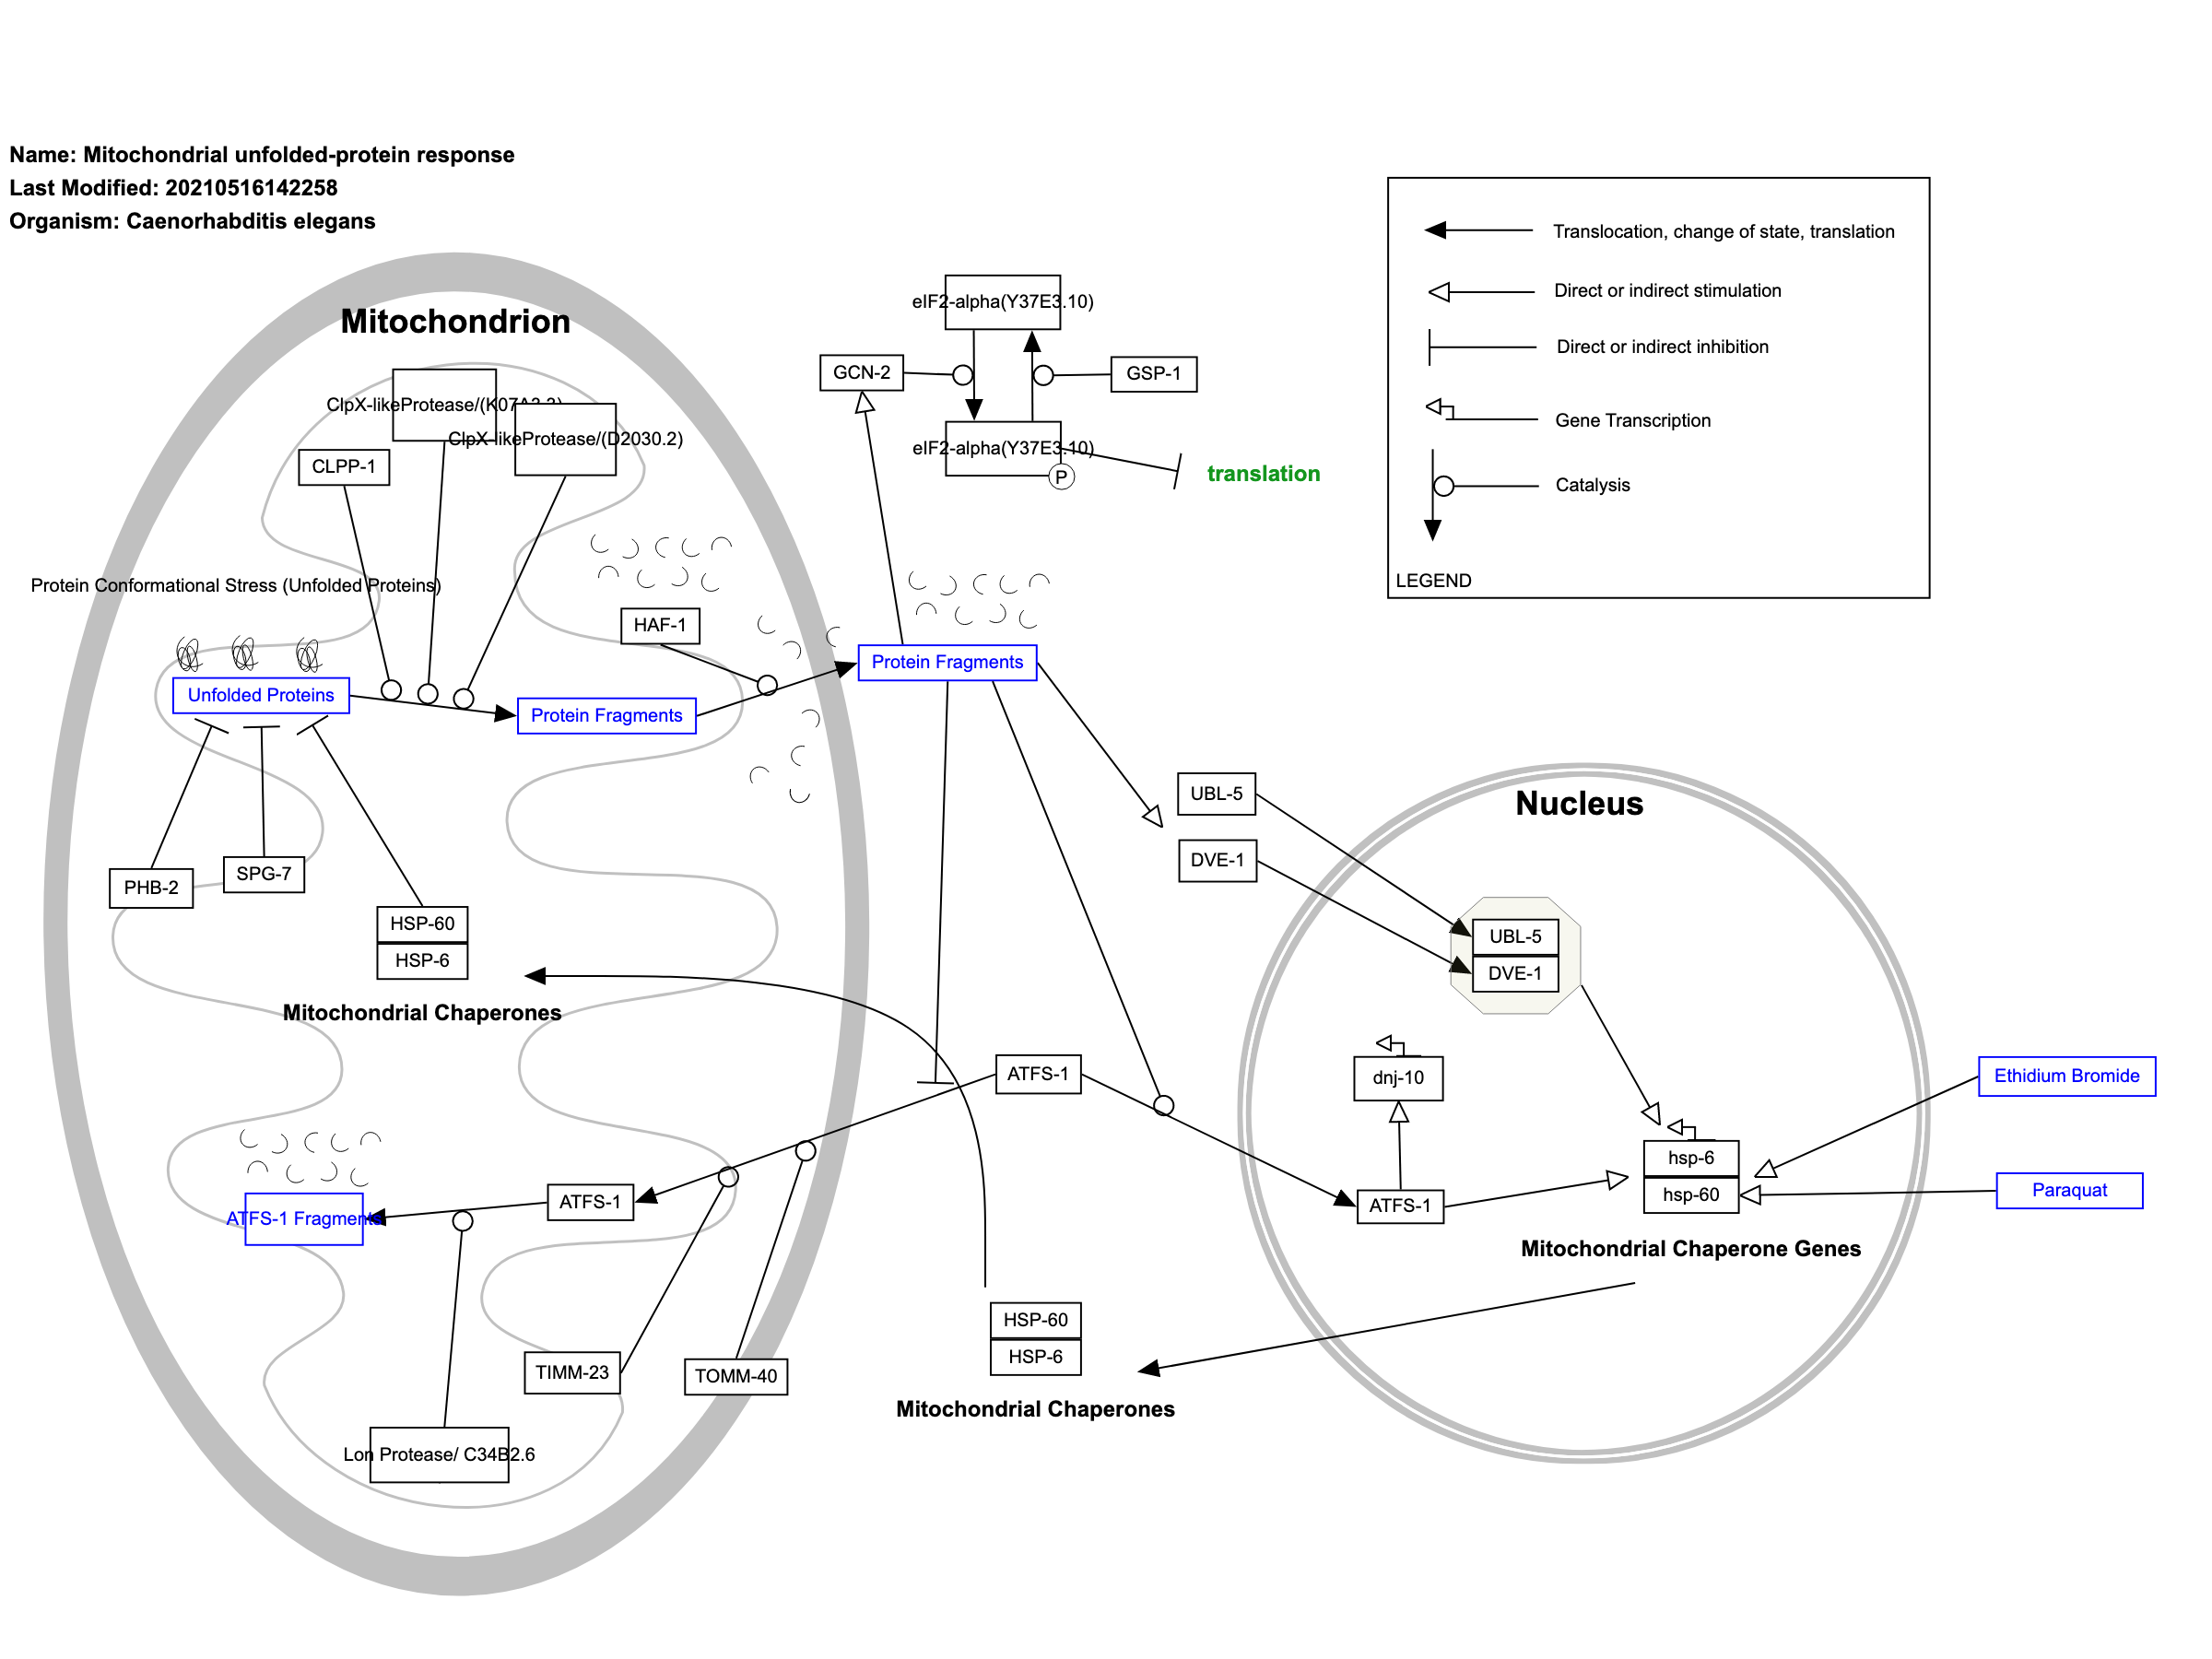 Name: Mitochondrial unfolded-protein response
Last Modified: 20210516142258
Organism: Caenorhabditis elegans
Mitochondrion
ClpX-likeProtease/(K07A3.3)
ClpX-likeProtease/(D2030.2)
CLPP-1
Protein Conformational Stress (Unfolded Proteins)
HAF-1
Unfolded Proteins
Protein Fragments
PHB-2
SPG-7
HSP-60
HSP-6
Mitochondrial Chaperones
ATFS-1 Fragments
ATFS-1
TIMM-23
TOMM-40
Lon Protease/ C34B2.6
eIF2-alpha(Y37E3.10)
GCN-2
GSP-1
eIF2-alpha(Y37E3.10)
P
translation
Protein Fragments
UBL-5
DVE-1
ATFS-1
HSP-60
HSP-6
Mitochondrial Chaperones
Nucleus
UBL-5
DVE-1
dnj-10
ATFS-1
hsp-6
hsp-60
Mitochondrial Chaperone Genes
Ethidium Bromide
Paraquat
Translocation, change of state, translation
Direct or indirect stimulation
Direct or indirect inhibition
Gene Transcription
Catalysis
LEGEND